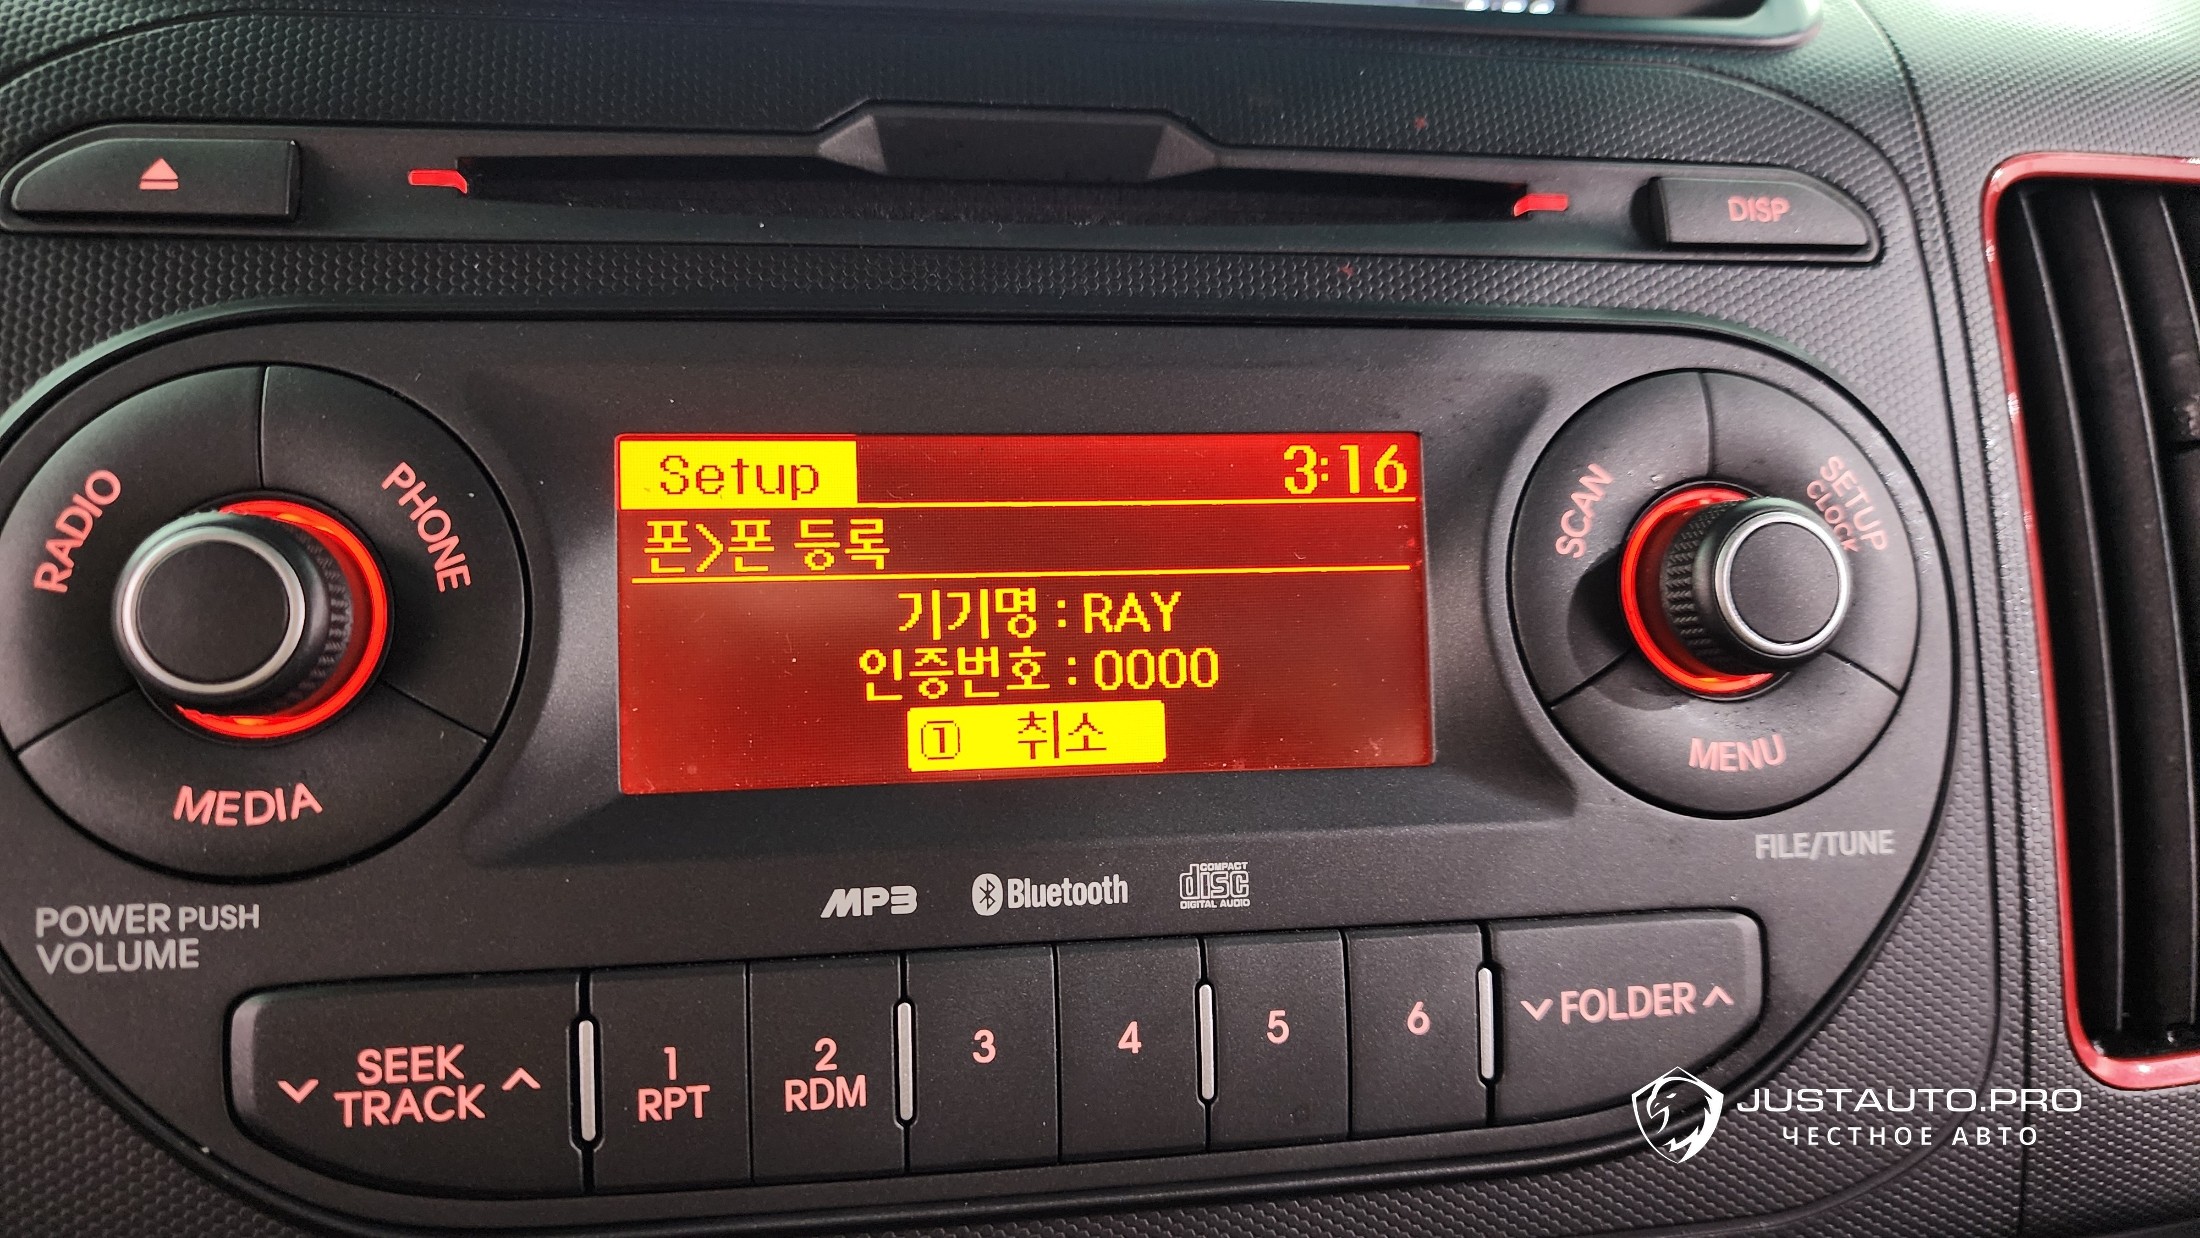 DISP
Setup 3:16
폰>폰 등록
기기명 : RAY
인증번호 : 0000
① 취소
RADIO
PHONE
MEDIA
SCAN
SETUP
CLOCK
MENU
FILE/TUNE
POWER PUSH
VOLUME
MP3 Bluetooth COMPACT disc DIGITAL AUDIO
SEEK
TRACK
1
RPT
2
RDM
3
4
5
6
FOLDER
JUSTAUTO.PRO
ЧЕСТНОЕ АВТО